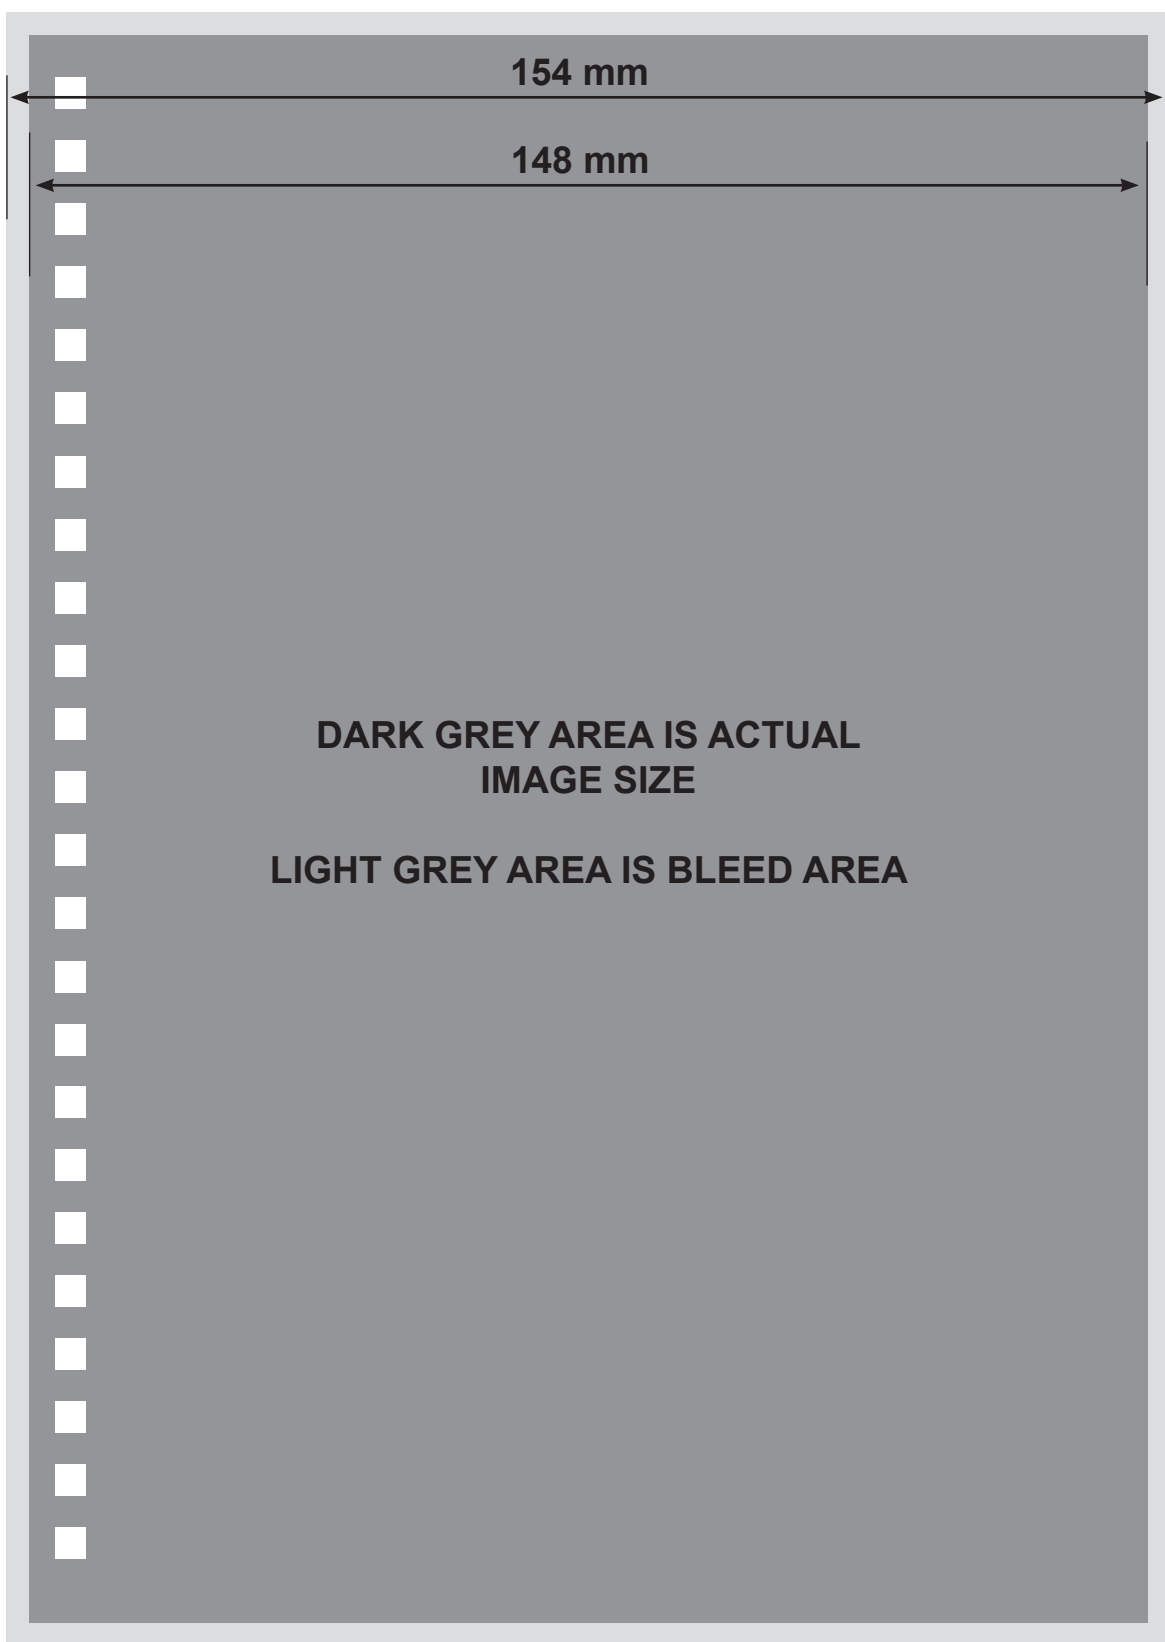 154 mm
148 mm
DARK GREY AREA IS ACTUAL
IMAGE SIZE
LIGHT GREY AREA IS BLEED AREA